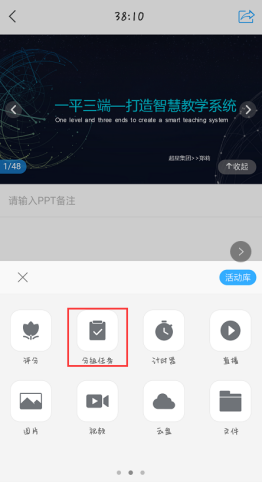 38:10
一平三端—打造智慧教学系统
One level and three ends to create a smart teaching system
超星集团>>郑精
1/48
收起
请输入PPT备注
活动库
评分
分组任务
计时器
直播
图片
视频
云盘
文件